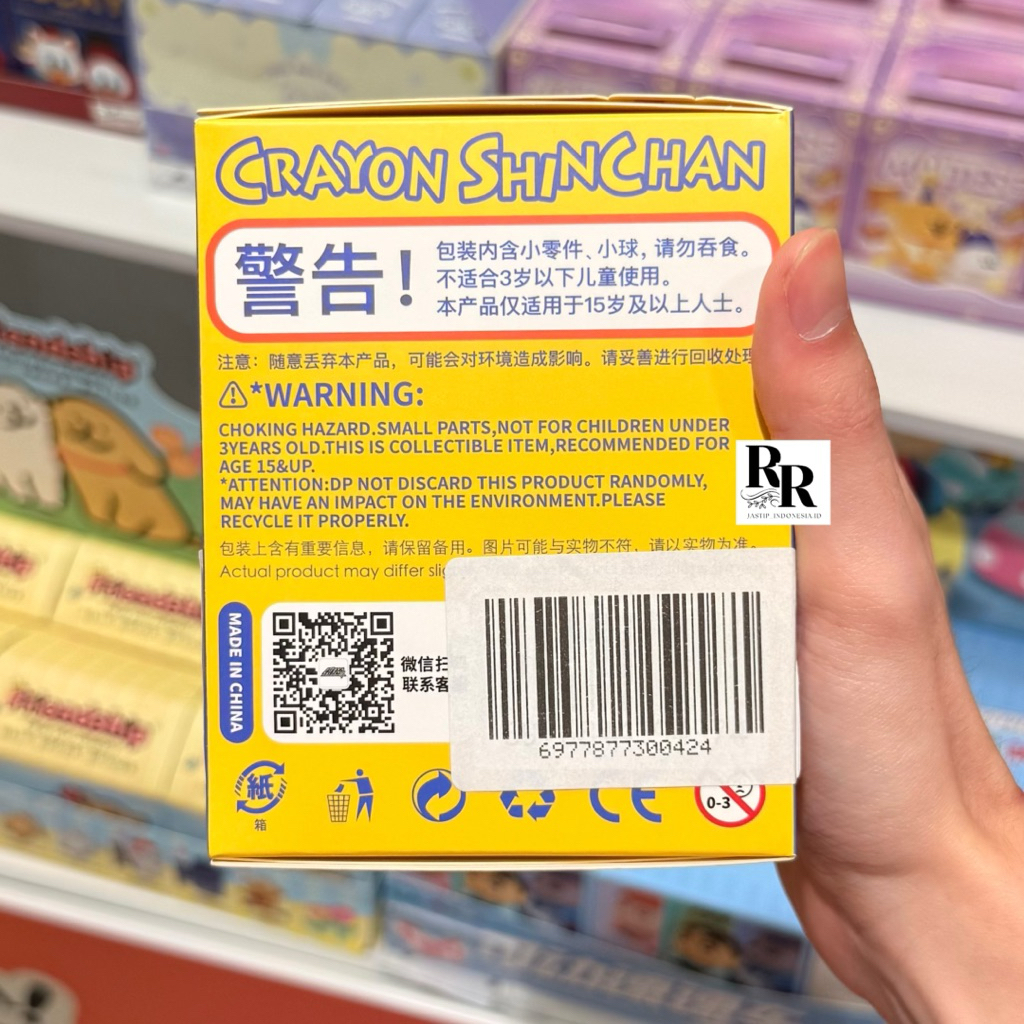 CRAYON SHINCHAN
警告!
包装内含小零件、小球，请勿吞食。
不适合3岁以下儿童使用。
本产品仅适用于15岁及以上人士。
注意：随意丢弃本产品，可能会对环境造成影响。请妥善进行回收处理
⚠*WARNING:
CHOKING HAZARD.SMALL PARTS,NOT FOR CHILDREN UNDER
3YEARS OLD.THIS IS COLLECTIBLE ITEM,RECOMMENDED FOR
AGE 15&UP.
*ATTENTION:DP NOT DISCARD THIS PRODUCT RANDOMLY,
MAY HAVE AN IMPACT ON THE ENVIRONMENT.PLEASE
RECYCLE IT PROPERLY.
RR
JASTIP_INDONESIA.ID
包装上含有重要信息，请保留备用。图片可能与实物不符，请以实物为准。
Actual product may differ
MADE IN CHINA
微信扫
联系客
6977877300424
紙
箱
CE
0-3
Friendship
Friendship
Friendship